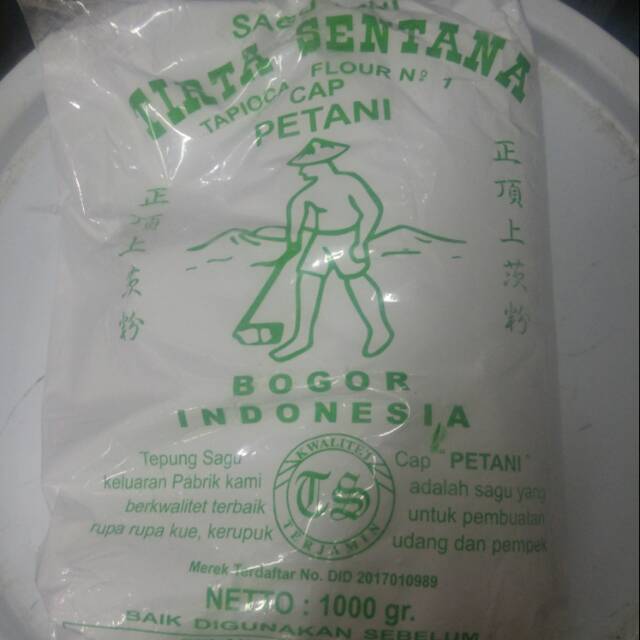 SAGU
TIRTA SENTANA
TAPIOCA FLOUR Nº 1
CAP
PETANI
正頂上茨粉
正頂上茨粉
BOGOR
INDONESIA
Tepung Sagu Cap "PETANI"
keluaran Pabrik kami adalah sagu yang
berkwalitet terbaik untuk pembuatan
rupa rupa kue, kerupuk udang dan pempek
KWALITET
TS
TERJAMIN
Merek Terdaftar No. DID 2017010989
NETTO : 1000 gr.
BAIK DIGUNAKAN SEBELUM